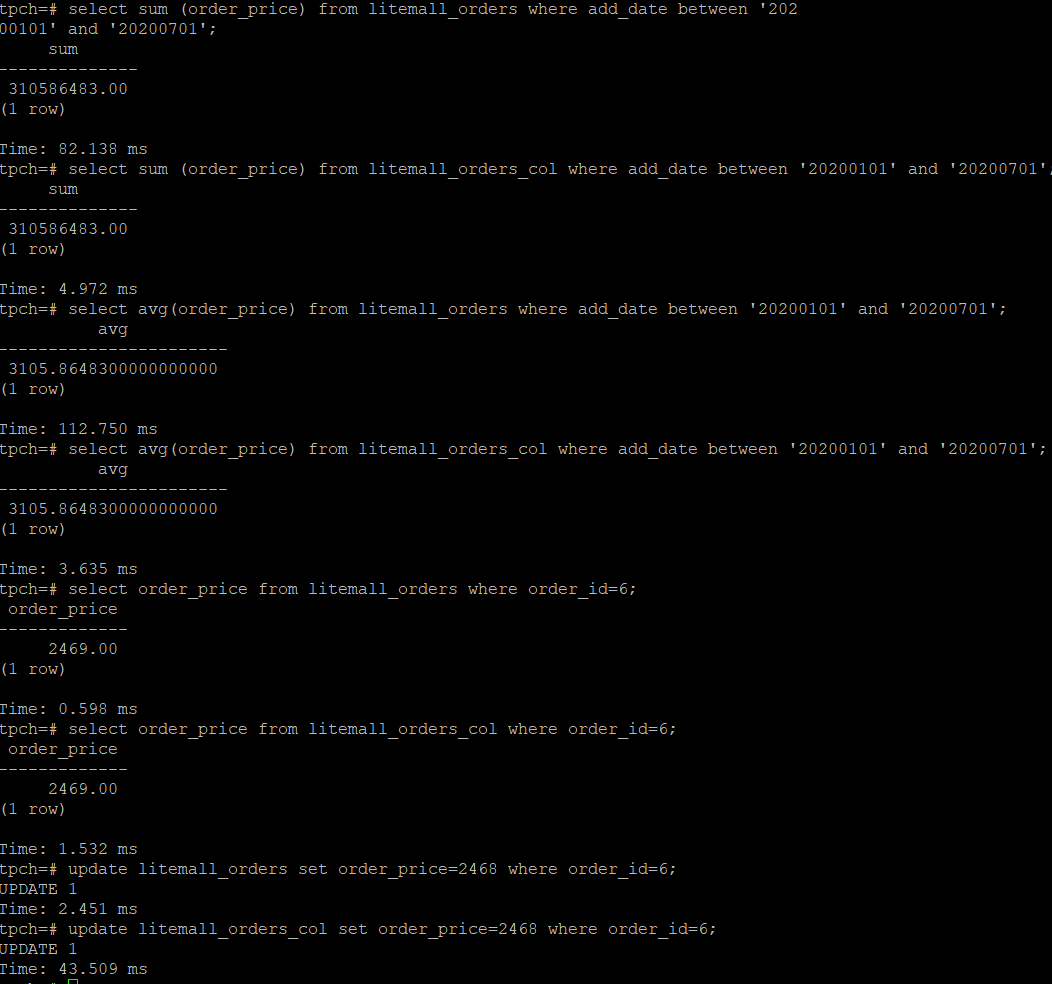 tpch=# select sum (order_price) from litemall_orders where add_date between '202
00101' and '20200701';
sum
--------------
310586483.00
(1 row)
Time: 82.138 ms
tpch=# select sum (order_price) from litemall_orders_col where add_date between '20200101' and '20200701';
sum
--------------
310586483.00
(1 row)
Time: 4.972 ms
tpch=# select avg(order_price) from litemall_orders where add_date between '20200101' and '20200701';
avg
-----------------------
3105.8648300000000000
(1 row)
Time: 112.750 ms
tpch=# select avg(order_price) from litemall_orders_col where add_date between '20200101' and '20200701';
avg
-----------------------
3105.8648300000000000
(1 row)
Time: 3.635 ms
tpch=# select order_price from litemall_orders where order_id=6;
order_price
-------------
2469.00
(1 row)
Time: 0.598 ms
tpch=# select order_price from litemall_orders_col where order_id=6;
order_price
-------------
2469.00
(1 row)
Time: 1.532 ms
tpch=# update litemall_orders set order_price=2468 where order_id=6;
UPDATE 1
Time: 2.451 ms
tpch=# update litemall_orders_col set order_price=2468 where order_id=6;
UPDATE 1
Time: 43.509 ms